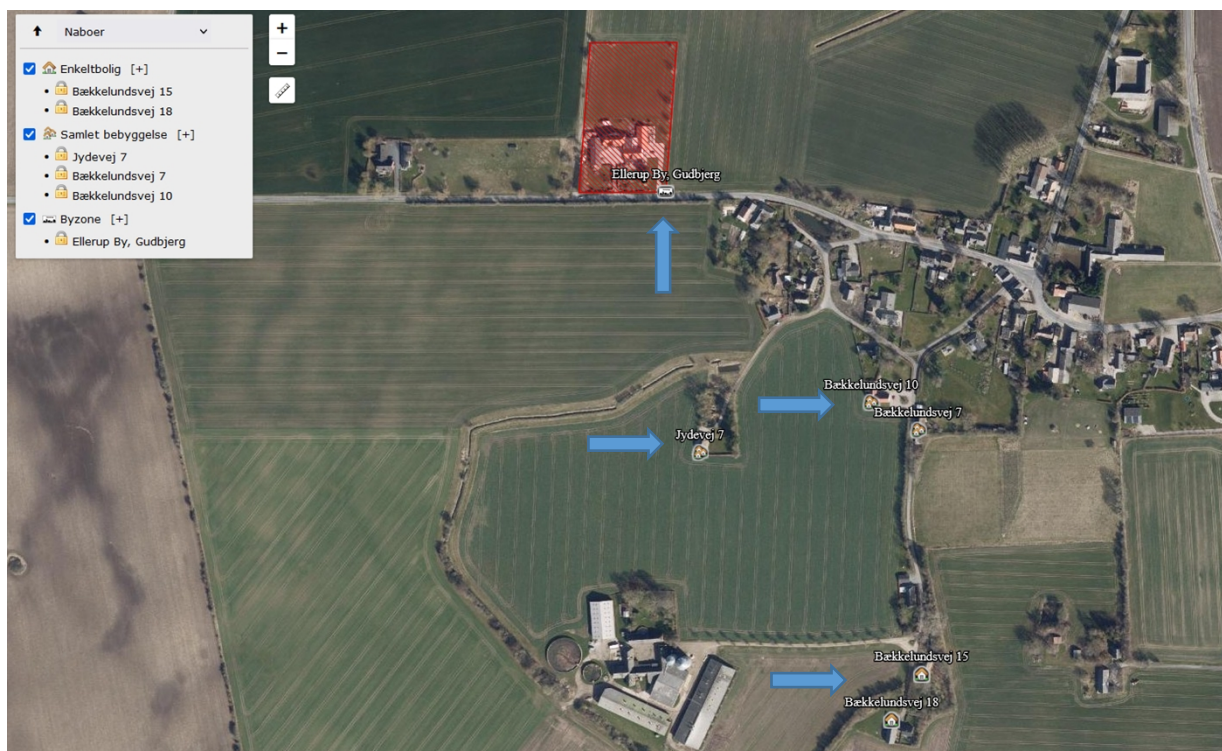 Naboer
Enkeltbolig [+]
Bækkelundsvej 15
Bækkelundsvej 18
Samlet bebyggelse [+]
Jydevej 7
Bækkelundsvej 7
Bækkelundsvej 10
Byzone [+]
Ellerup By, Gudbjerg
+
−
Ellerup By, Gudbjerg
Bækkelundsvej 10
Bækkelundsvej 7
Jydevej 7
Bækkelundsvej 15
Bækkelundsvej 18